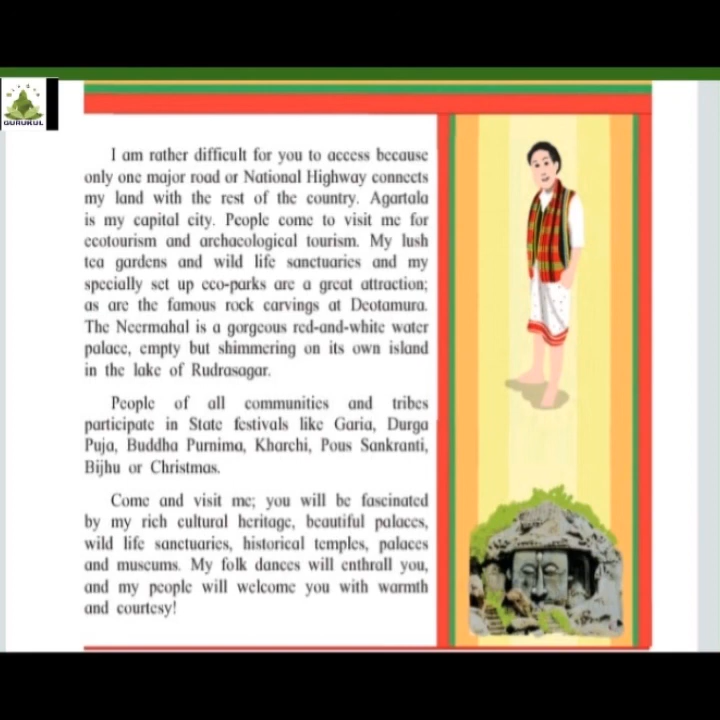 GURUKUL
I am rather difficult for you to access because
only one major road or National Highway connects
my land with the rest of the country. Agartala
is my capital city. People come to visit me for
ecotourism and archaeological tourism. My lush
tea gardens and wild life sanctuaries and my
specially set up eco-parks are a great attraction;
as are the famous rock carvings at Deotamura.
The Neermahal is a gorgeous red-and-white water
palace, empty but shimmering on its own island
in the lake of Rudrasagar.
People of all communities and tribes
participate in State festivals like Garia, Durga
Puja, Buddha Purnima, Kharchi, Pous Sankranti,
Bijhu or Christmas.
Come and visit me; you will be fascinated
by my rich cultural heritage, beautiful palaces,
wild life sanctuaries, historical temples, palaces
and museums. My folk dances will enthrall you,
and my people will welcome you with warmth
and courtesy!